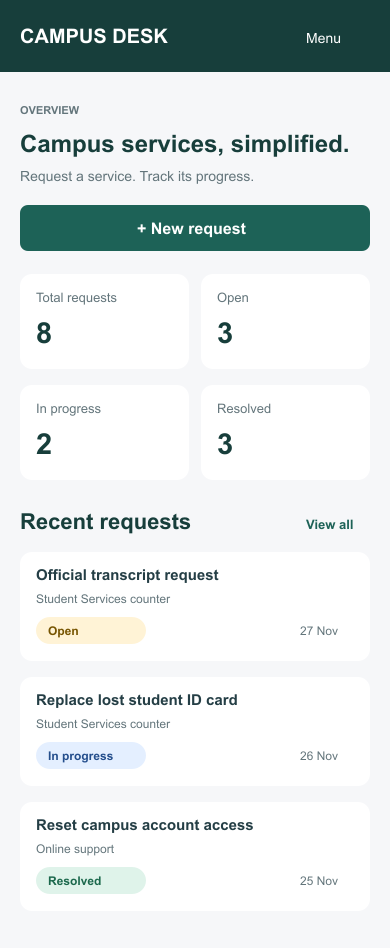 CAMPUS DESK
Menu
OVERVIEW
Campus services, simplified.
Request a service. Track its progress.
+ New request
Total requests
8
Open
3
In progress
2
Resolved
3
Recent requests
View all
Official transcript request
Student Services counter
Open
27 Nov
Replace lost student ID card
Student Services counter
In progress
26 Nov
Reset campus account access
Online support
Resolved
25 Nov